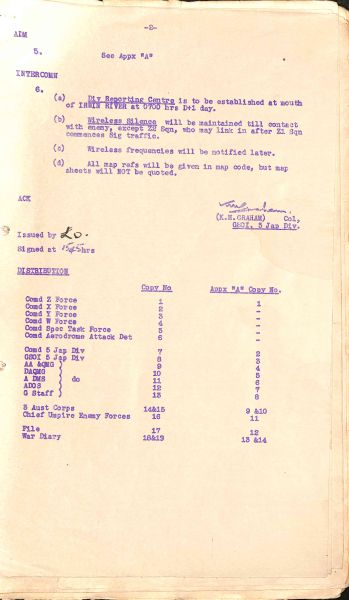 -2-
ADM
5. See Appx "A"
INTERCOMN
6.
(a) Div Reporting Centre is to be established at mouth
of IRWIN RIVER at 0700 hrs D+1 day.
(b) Wireless Silence will be maintained till contact
with enemy, except Z2 Sqn, who may link in after Z1 Sqn
commences Sig traffic.
(c) Wireless frequencies will be notified later.
(d) All map refs will be given in map code, but map
sheets will NOT be quoted.
ACK
(K.M.GRAHAM) Col,
GSOI, 5 Jap Div.
Issued by LO.
Signed at 1545hrs
DISTRIBUTION
Copy No Appx "A" Copy No.
Comd Z Force 1 1
Comd X Force 2 -
Comd Y Force 3 -
Comd W Force 4 -
Comd Spec Task Force 5 -
Comd Aerodrome Attack Det 6 -
Comd 5 Jap Div 7 2
GSOI 5 Jap Div 8 3
AA &QMG 9 4
DAQMG 10 5
A DMS do 11 6
ADOS 12 7
G Staff 13 8
3 Aust Corps 14&15 9 &10
Chief Umpire Enemy Forces 16 11
File 17 12
War Diary 18&19 13 &14